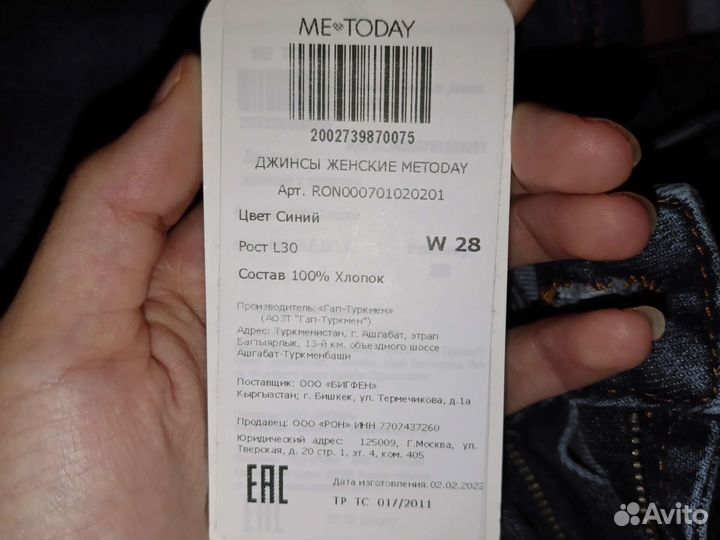 ME♥TODAY
2002739870075
ДЖИНСЫ ЖЕНСКИЕ METODAY
Арт. RON000701020201
Цвет Синий
Рост L30
W 28
Состав 100% Хлопок
Производитель: «Гап-Туркмен»
(АОЗТ "Гап-Туркмен")
Адрес: Туркменистан, г. Ашгабат, этрап
Багтыярлык, 13-й км. объездного шоссе
Ашгабат-Туркменбаши
Поставщик: ООО «БИГФЕН»
Кыргызстан; г. Бишкек, ул. Термечикова, д.1а
Продавец: ООО «РОН» ИНН 7707437260
Юридический адрес: 125009, Г.Москва, ул.
Тверская, д. 20 стр. 1, эт. 4, ком. 405
EAC
Дата изготовления: 02.02.2022
ТР ТС 017/2011
Avito